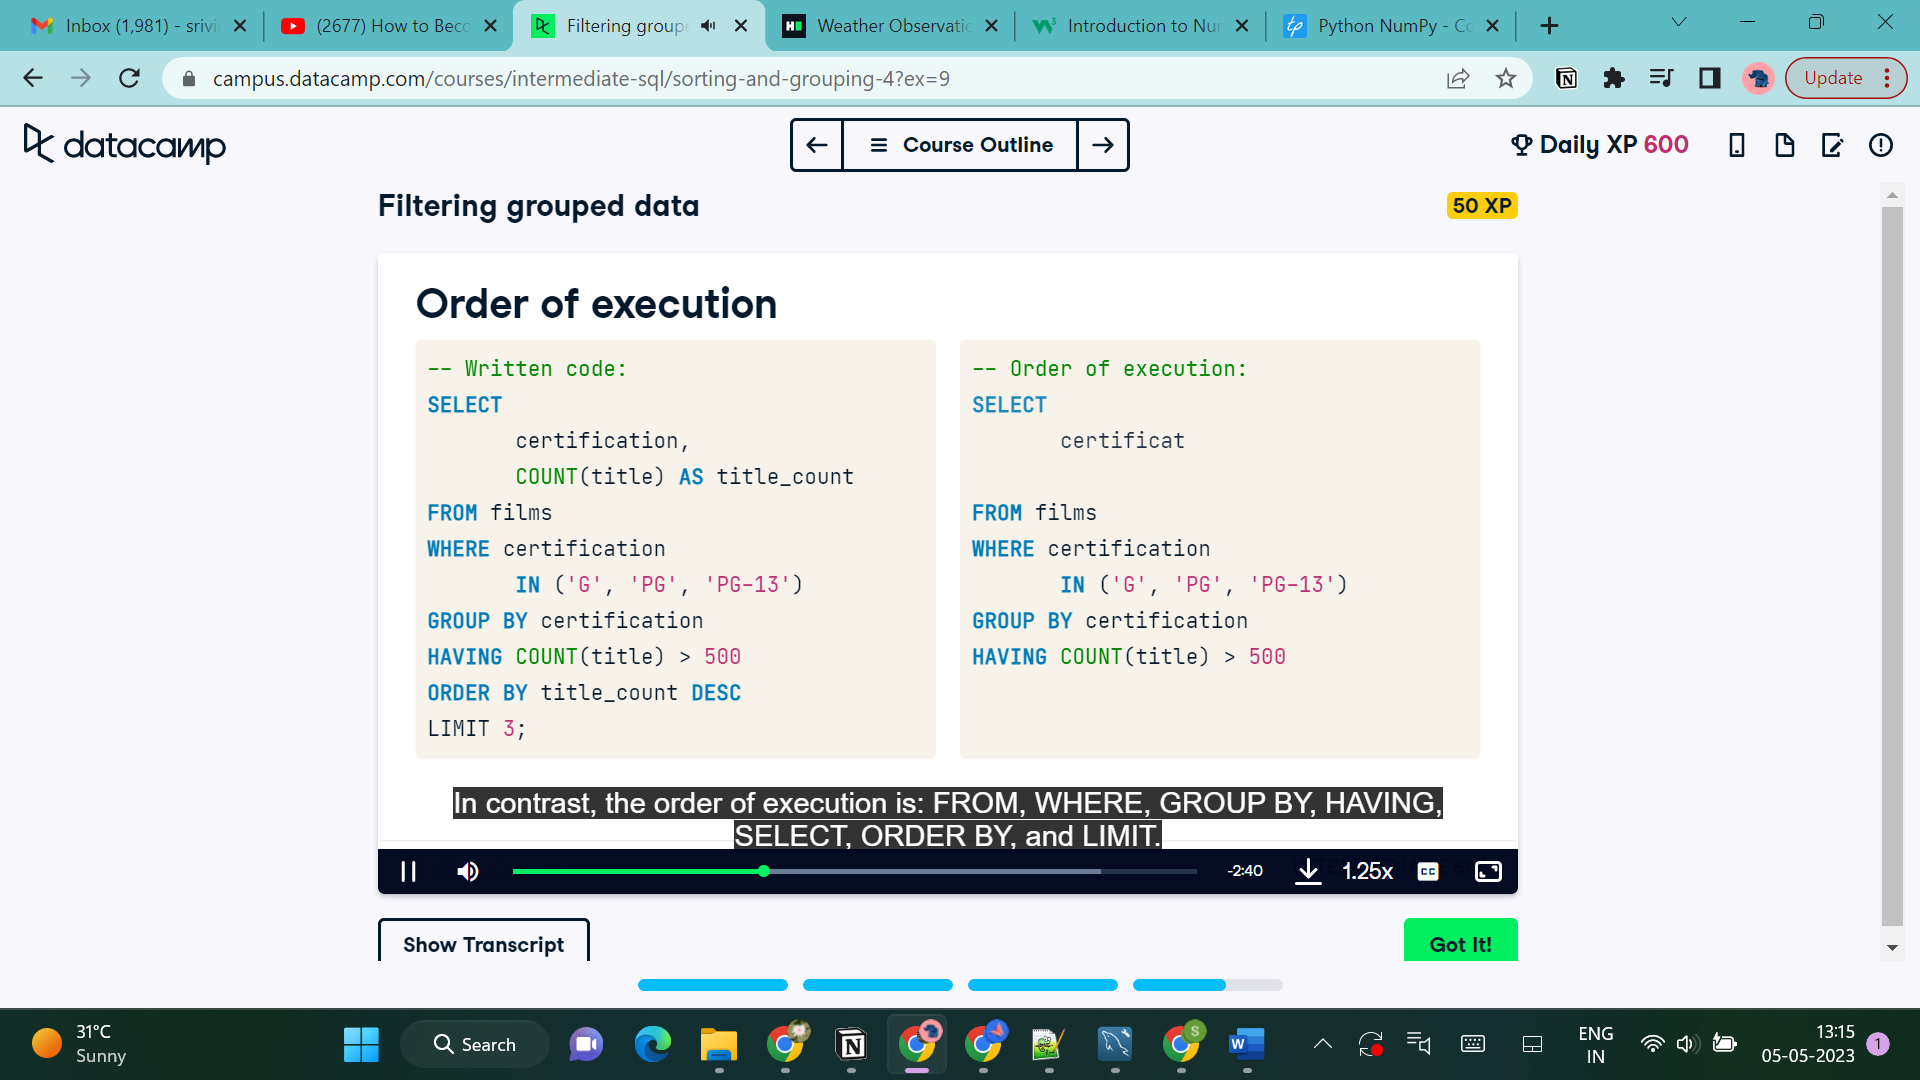 Inbox (1,981) - srivi
(2677) How to Beco
Filtering group
Weather Observatio
Introduction to Nu
Python NumPy - Co
campus.datacamp.com/courses/intermediate-sql/sorting-and-grouping-4?ex=9
Update
datacamp
Course Outline
Daily XP 600
Filtering grouped data
50 XP
Order of execution
-- Written code:
SELECT
certification,
COUNT(title) AS title_count
FROM films
WHERE certification
IN ('G', 'PG', 'PG-13')
GROUP BY certification
HAVING COUNT(title) > 500
ORDER BY title_count DESC
LIMIT 3;
-- Order of execution:
SELECT
certificat
FROM films
WHERE certification
IN ('G', 'PG', 'PG-13')
GROUP BY certification
HAVING COUNT(title) > 500
In contrast, the order of execution is: FROM, WHERE, GROUP BY, HAVING,
SELECT, ORDER BY, and LIMIT.
-2:40
1.25x
CC
Show Transcript
Got It!
31°C
Sunny
Search
ENG
IN
13:15
05-05-2023
1